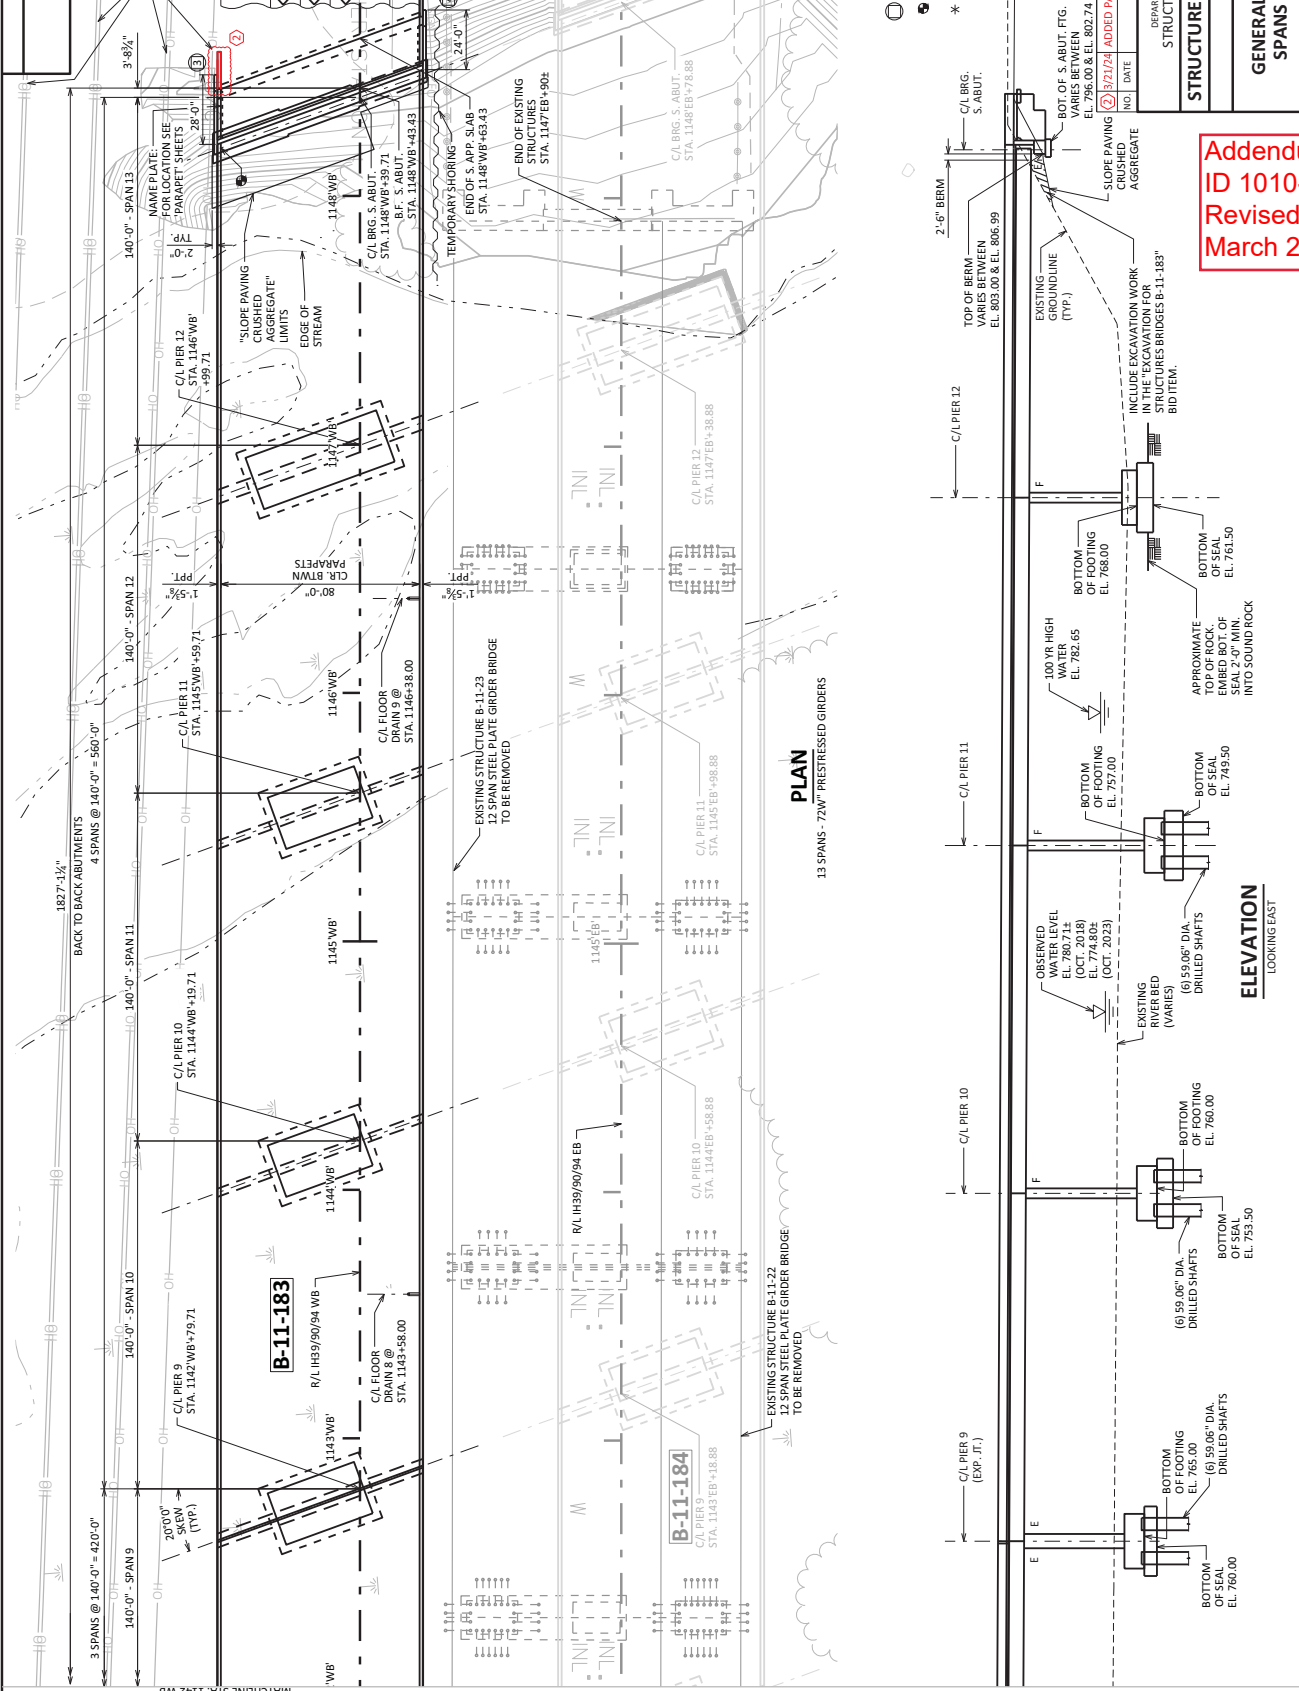 1827'-1¼"
BACK TO BACK ABUTMENTS
3 SPANS @ 140'-0" = 420'-0"
4 SPANS @ 140'-0" = 560'-0"
140'-0" - SPAN 9
140'-0" - SPAN 10
140'-0" - SPAN 11
140'-0" - SPAN 12
140'-0" - SPAN 13
3'-8¾"
20°0'0"
SKEW
(TYP.)
C/L PIER 9
STA. 1142'WB'+79.71
C/L PIER 10
STA. 1144'WB'+19.71
C/L PIER 11
STA. 1145'WB'+59.71
C/L PIER 12
STA. 1146'WB'
+99.71
NAME PLATE.
FOR LOCATION SEE
'PARAPET' SHEETS
28'-0"
3
2
2'-0"
TYP.
"SLOPE PAVING
CRUSHED
AGGREGATE"
LIMITS
EDGE OF
STREAM
B-11-183
R/L IH39/90/94 WB
1143'WB'
1144'WB'
1145'WB'
1146'WB'
1147'WB'
1148'WB'
C/L FLOOR
DRAIN 8 @
STA. 1143+58.00
C/L FLOOR
DRAIN 9 @
STA. 1146+38.00
1'-5⅝"
PPT.
80'-0"
CLR. BTWN
PARAPETS
1'-5⅝"
PPT.
C/L BRG. S. ABUT.
STA. 1148'WB'+39.71
B.F. S. ABUT.
STA. 1148'WB'+43.43
TEMPORARY SHORING
END OF S. APP. SLAB
STA. 1148'WB'+63.43
24'-0"
END OF EXISTING
STRUCTURES
STA. 1147'EB'+90±
EXISTING STRUCTURE B-11-23
12 SPAN STEEL PLATE GIRDER BRIDGE
TO BE REMOVED
R/L IH39/90/94 EB
1145'EB'
B-11-184
C/L PIER 9
STA. 1143'EB'+18.88
C/L PIER 10
STA. 1144'EB'+58.88
C/L PIER 11
STA. 1145'EB'+98.88
C/L PIER 12
STA. 1147'EB'+38.88
C/L BRG. S. ABUT.
STA. 1148'EB'+78.88
EXISTING STRUCTURE B-11-22
12 SPAN STEEL PLATE GIRDER BRIDGE
TO BE REMOVED
PLAN
13 SPANS - 72W" PRESTRESSED GIRDERS
C/L PIER 9
(EXP. JT.)
C/L PIER 10
C/L PIER 11
C/L PIER 12
C/L BRG.
S. ABUT.
E
E
F
F
F
BOTTOM
OF SEAL
EL. 760.00
BOTTOM
OF FOOTING
EL. 765.00
(6) 59.06" DIA.
DRILLED SHAFTS
(6) 59.06" DIA.
DRILLED SHAFTS
BOTTOM
OF SEAL
EL. 753.50
BOTTOM
OF FOOTING
EL. 760.00
OBSERVED
WATER LEVEL
EL. 780.71±
(OCT. 2018)
EL. 774.80±
(OCT. 2023)
EXISTING
RIVER BED
(VARIES)
(6) 59.06" DIA.
DRILLED SHAFTS
BOTTOM
OF FOOTING
EL. 757.00
BOTTOM
OF SEAL
EL. 749.50
100 YR HIGH
WATER
EL. 782.65
APPROXIMATE
TOP OF ROCK.
EMBED BOT. OF
SEAL 2'-0" MIN.
INTO SOUND ROCK
BOTTOM
OF FOOTING
EL. 768.00
BOTTOM
OF SEAL
EL. 761.50
INCLUDE EXCAVATION WORK
IN THE "EXCAVATION FOR
STRUCTURES BRIDGES B-11-183"
BID ITEM.
TOP OF BERM
VARIES BETWEEN
EL. 803.00 & EL. 806.99
EXISTING
GROUNDLINE
(TYP.)
2'-6" BERM
SLOPE PAVING
CRUSHED
AGGREGATE
BOT. OF S. ABUT. FTG.
VARIES BETWEEN
EL. 796.00 & EL. 802.74
ELEVATION
LOOKING EAST
2 3/21/24 ADDED PA
NO. DATE
DEPAR
STRUCT
STRUCTURE
GENERAL
SPANS
Addendu
ID 1010-
Revised
March 2